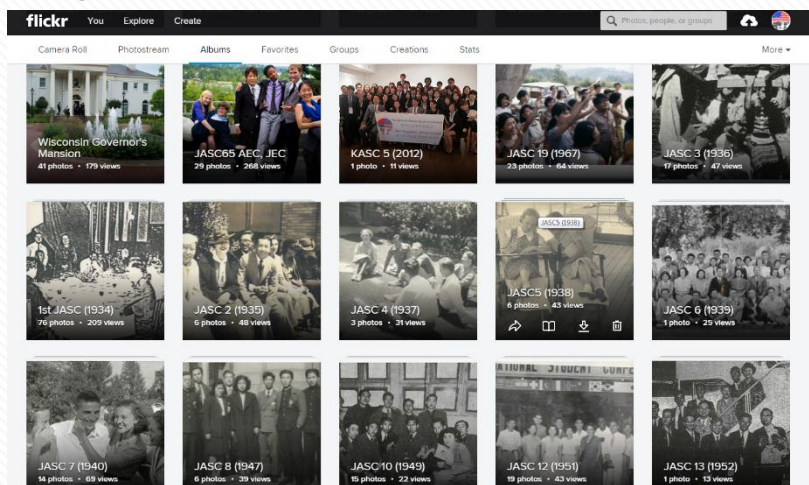 flickr You Explore Create Photos, people, or groups
Camera Roll Photostream Albums Favorites Groups Creations Stats More
Wisconsin Governor's
Mansion
41 photos • 179 views
JASC65 AEC, JEC
29 photos • 268 views
KASC 5 (2012)
1 photo • 11 views
JASC 19 (1967)
23 photos • 64 views
JASC 3 (1936)
17 photos • 47 views
1st JASC (1934)
76 photos • 209 views
JASC 2 (1935)
6 photos • 48 views
JASC 4 (1937)
3 photos • 31 views
JASC5 (1938)
JASC5 (1938)
6 photos • 43 views
JASC 6 (1939)
1 photo • 25 views
JASC 7 (1940)
14 photos • 69 views
JASC 8 (1947)
6 photos • 39 views
JASC 10 (1949)
15 photos • 22 views
NATIONAL STUDENT CONFE
JASC 12 (1951)
19 photos • 43 views
JASC 13 (1952)
1 photo • 13 views